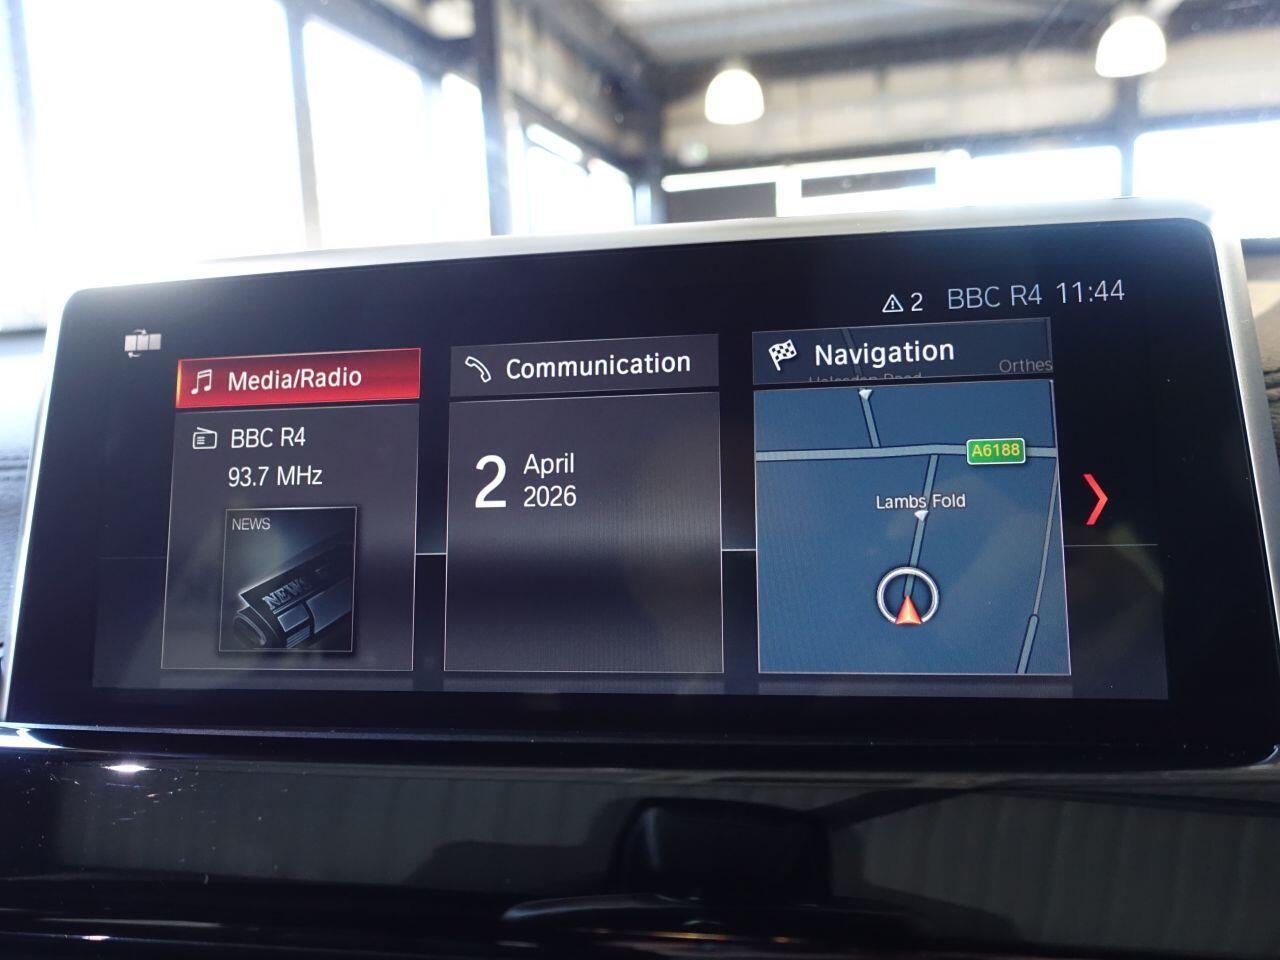 2 BBC R4 11:44
Media/Radio
BBC R4
93.7 MHz
NEWS
NEWS
Communication
2 April
2026
Navigation
Orthes
A6188
Lambs Fold